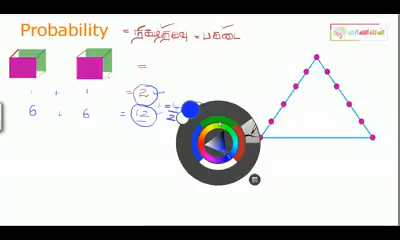 Probability = நிகழ்தகவு = பகடை
=
1 + 1 = 2
6 + 6 = 12